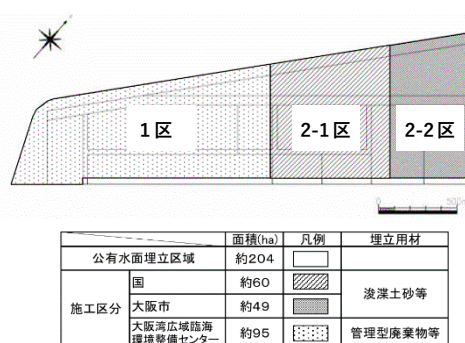 1区
2-1区
2-2区
0
500m
面積(ha) 凡例 埋立用材
公有水面埋立区域 約204
施工区分 国 約60 浚渫土砂等
大阪市 約49
大阪湾広域臨海
環境整備センター 約95 管理型廃棄物等